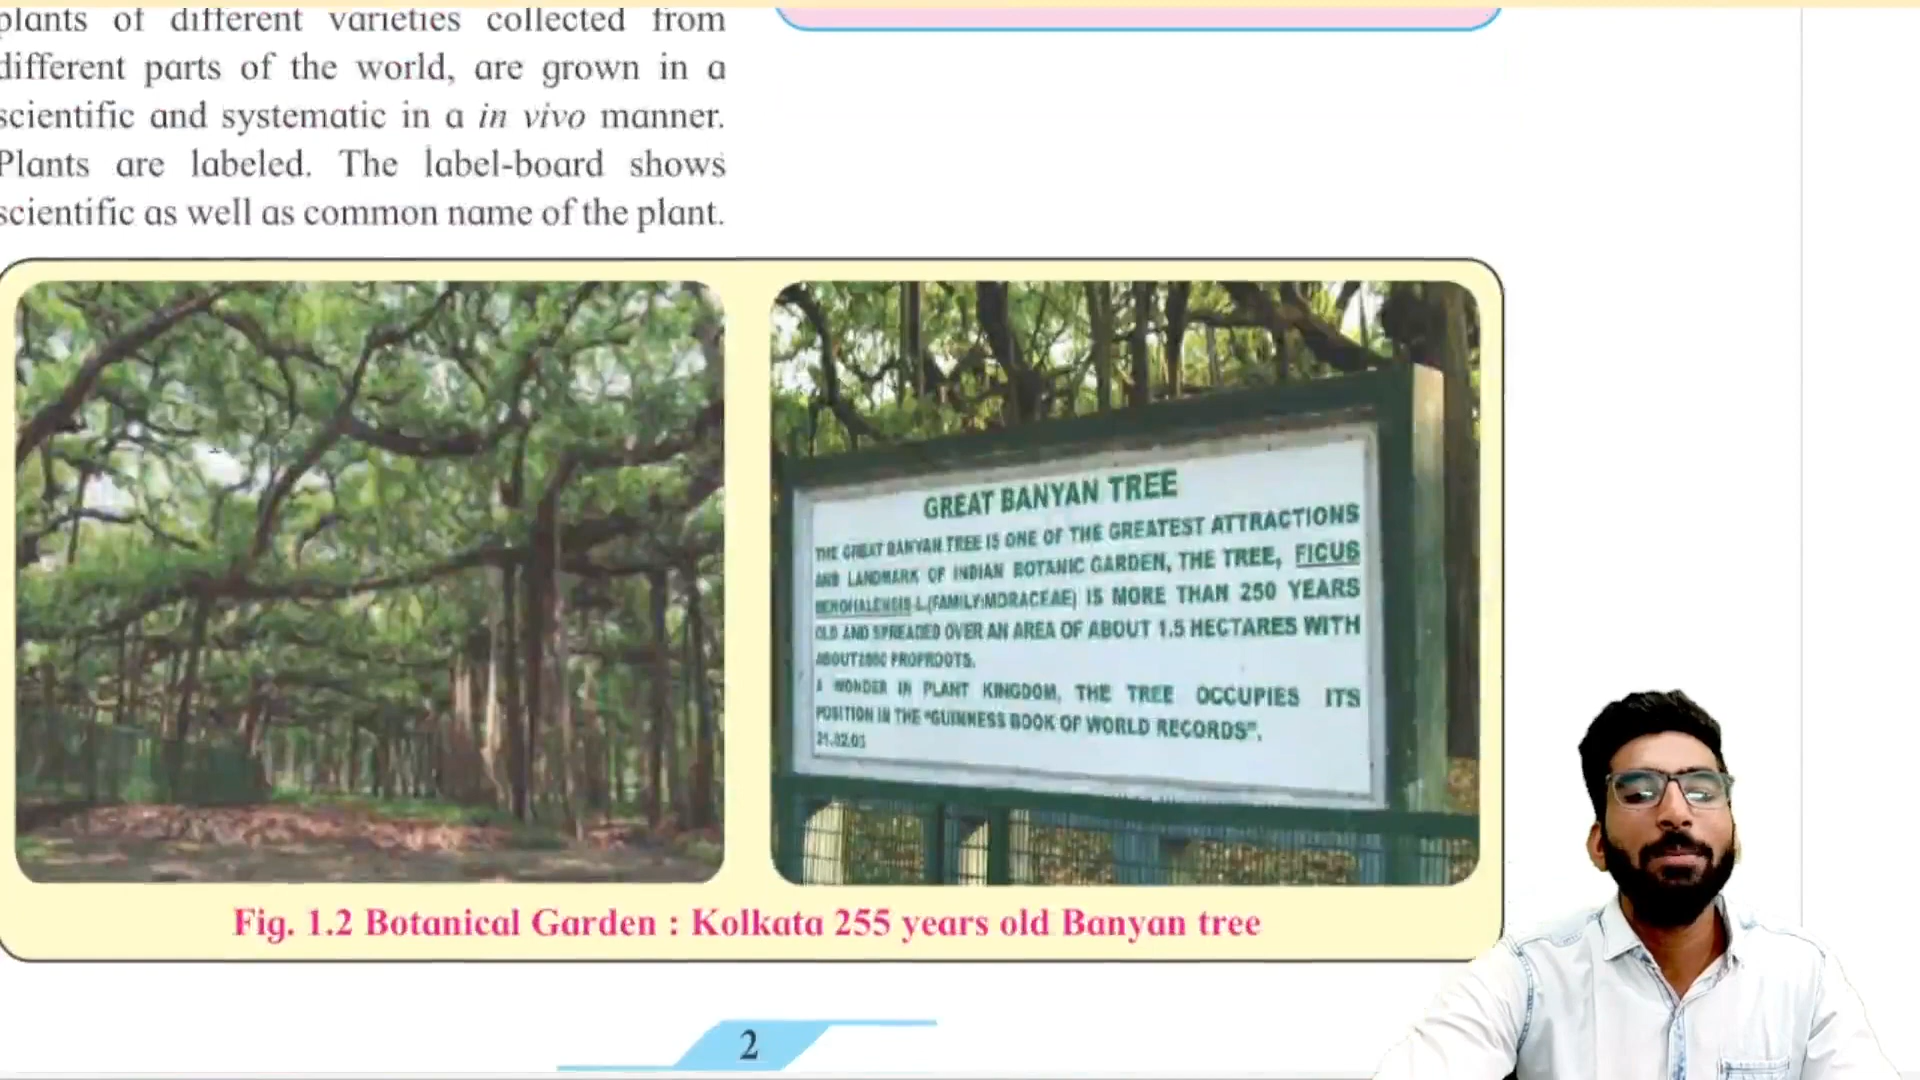 plants of different varieties collected from
different parts of the world, are grown in a
scientific and systematic in a in vivo manner.
Plants are labeled. The label-board shows
scientific as well as common name of the plant.
GREAT BANYAN TREE
THE GREAT BANYAN TREE IS ONE OF THE GREATEST ATTRACTIONS
AND LANDMARK OF INDIAN BOTANIC GARDEN, THE TREE, FICUS
BENGHALENSIS L.(FAMILY:MORACEAE) IS MORE THAN 250 YEARS
OLD AND SPREADED OVER AN AREA OF ABOUT 1.5 HECTARES WITH
ABOUT PROPROOTS.
A WONDER IN PLANT KINGDOM, THE TREE OCCUPIES ITS
POSITION IN THE "GUINNESS BOOK OF WORLD RECORDS".
Fig. 1.2 Botanical Garden : Kolkata 255 years old Banyan tree
2